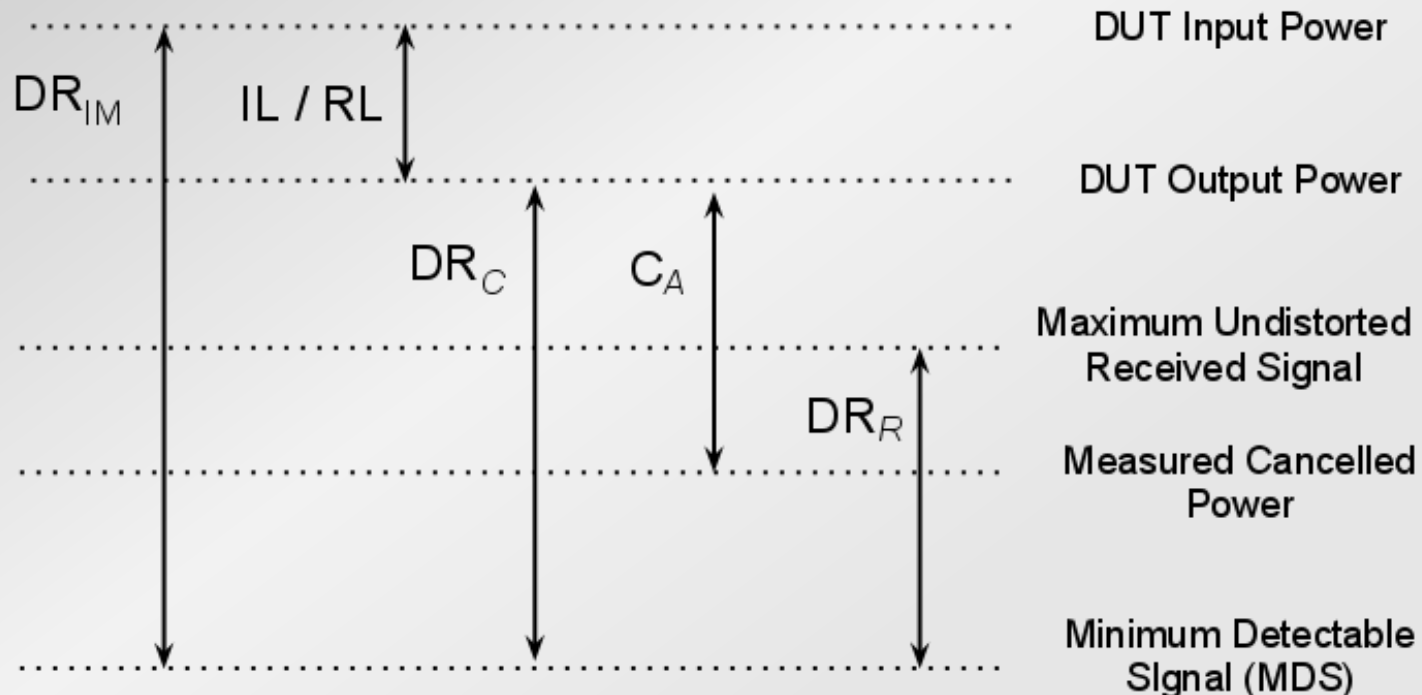 DUT Input Power
DR_IM
IL / RL
DUT Output Power
DR_C
C_A
Maximum Undistorted
Received Signal
DR_R
Measured Cancelled
Power
Minimum Detectable
SIgnal (MDS)